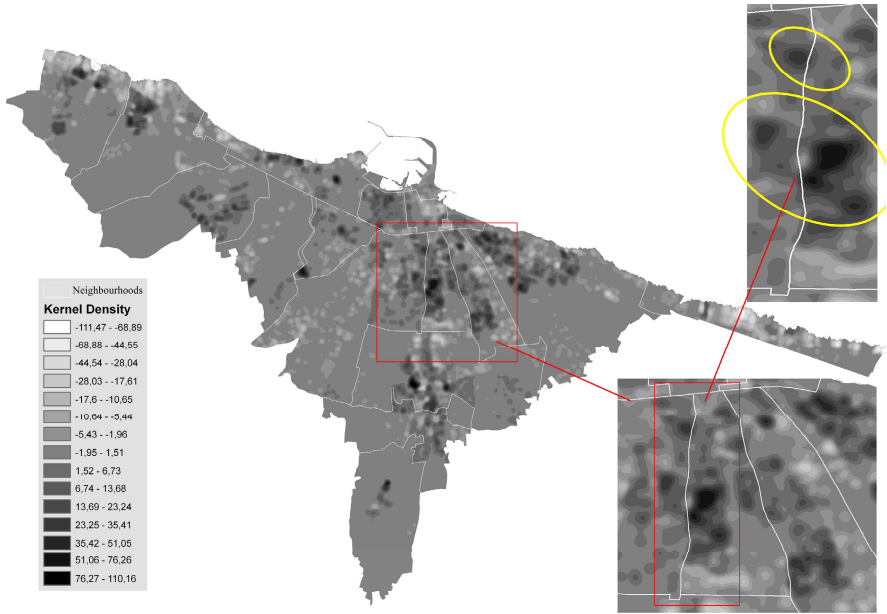 Neighbourhoods
Kernel Density
-111,47 - -68,89
-68,88 - -44,55
-44,54 - -28,04
-28,03 - -17,61
-17,6 - -10,65
-10,64 - -5,44
-5,43 - -1,96
-1,95 - 1,51
1,52 - 6,73
6,74 - 13,68
13,69 - 23,24
23,25 - 35,41
35,42 - 51,05
51,06 - 76,26
76,27 - 110,16